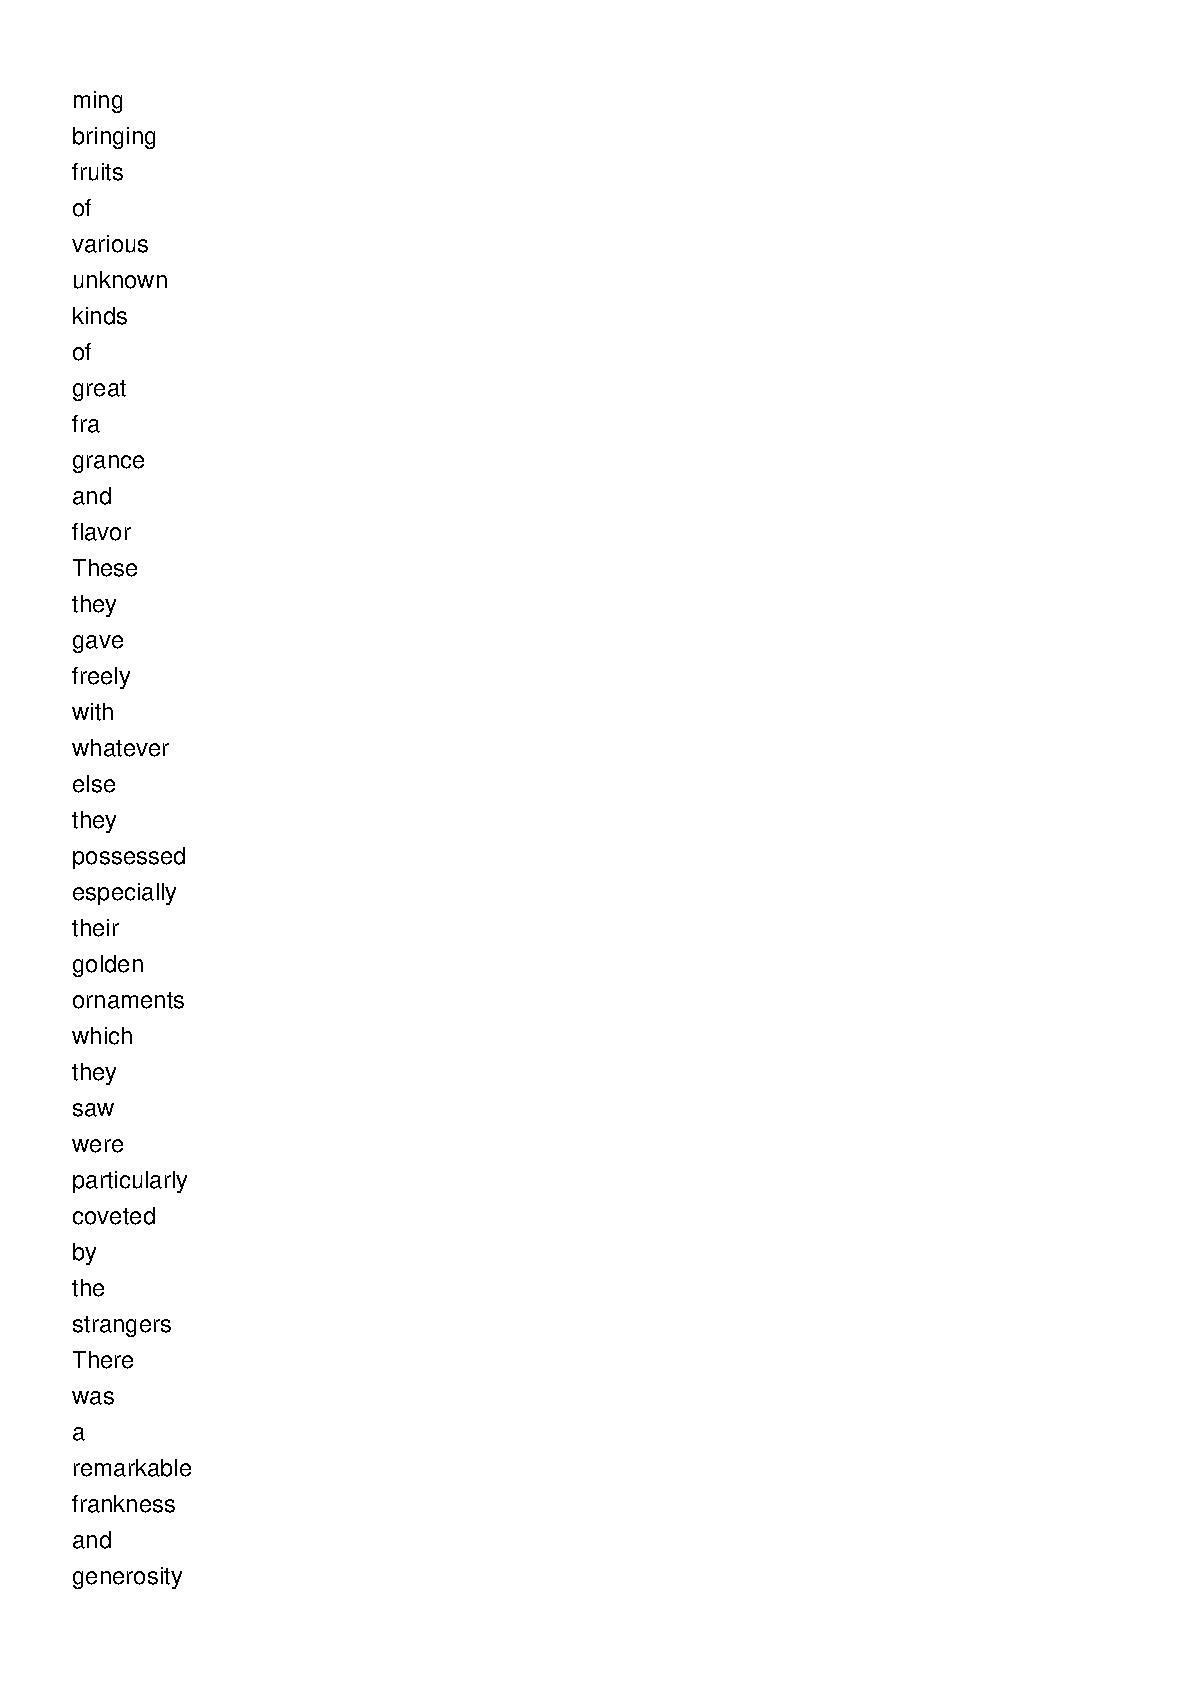 ming
bringing
fruits
of
various
unknown
kinds
of
great
fra
grance
and
flavor
These
they
gave
freely
with
whatever
else
they
possessed
especially
their
golden
ornaments
which
they
saw
were
particularly
coveted
by
the
strangers
There
was
a
remarkable
frankness
and
generosity